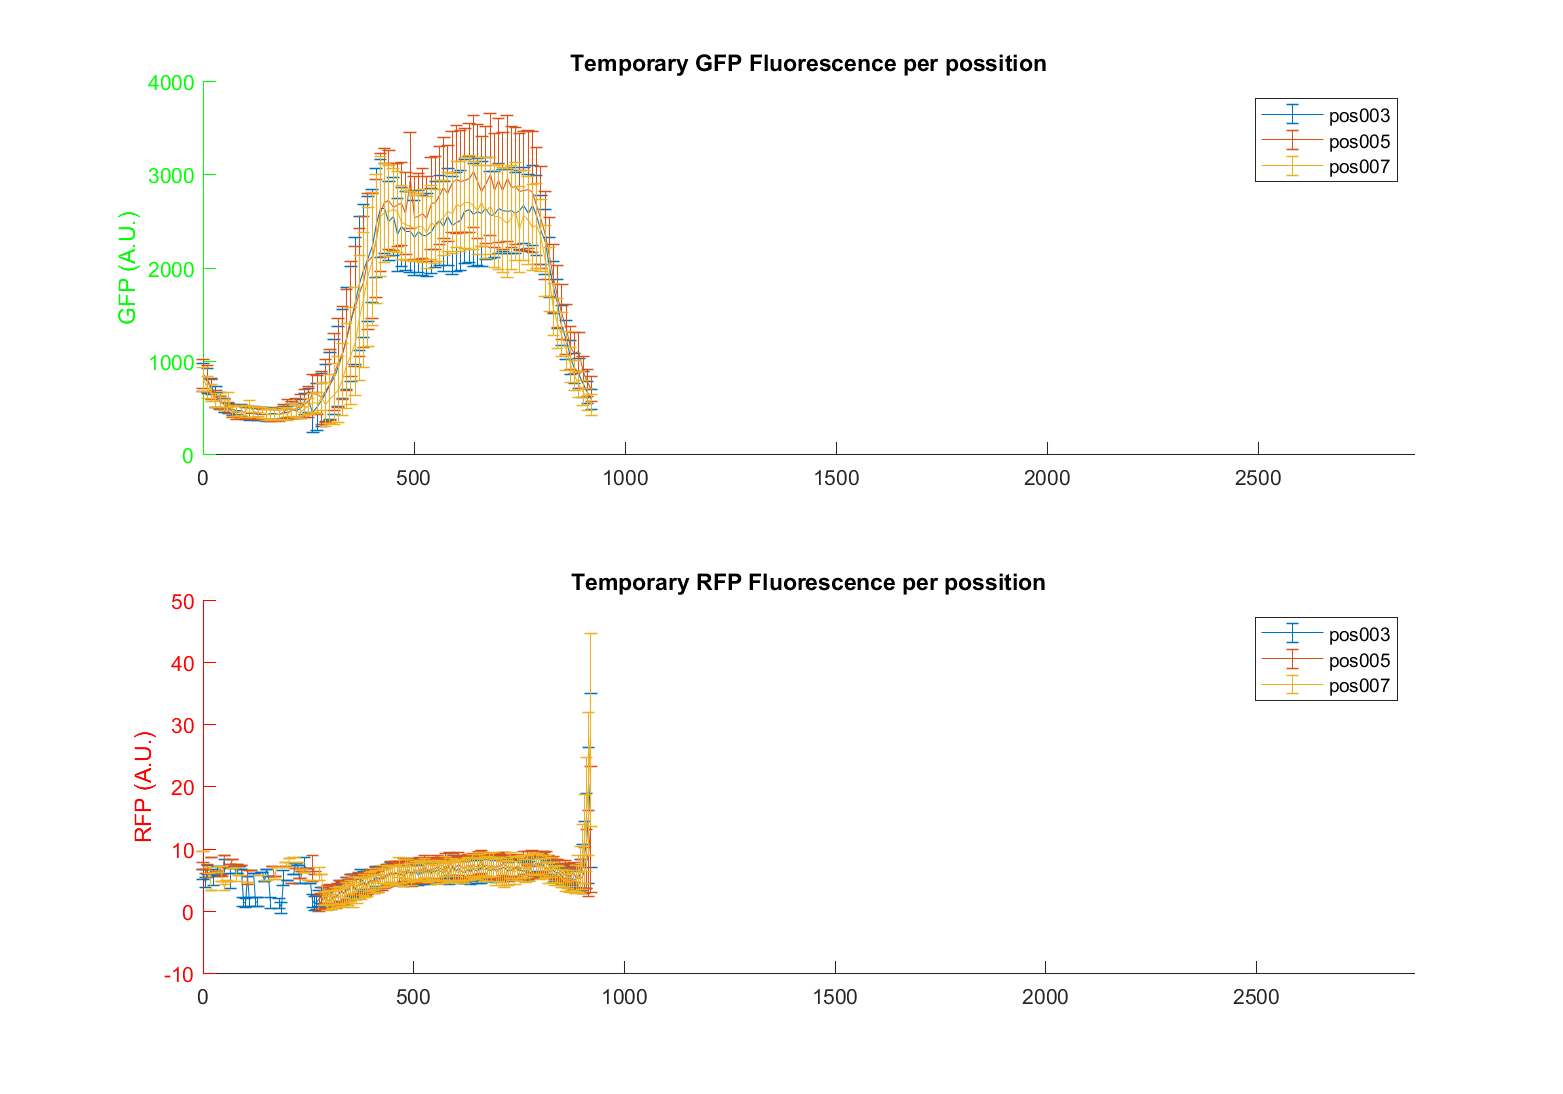 Temporary GFP Fluorescence per possition
4000
3000
2000
1000
0
GFP (A.U.)
0 500 1000 1500 2000 2500
pos003
pos005
pos007
Temporary RFP Fluorescence per possition
50
40
30
20
10
0
-10
RFP (A.U.)
0 500 1000 1500 2000 2500
pos003
pos005
pos007